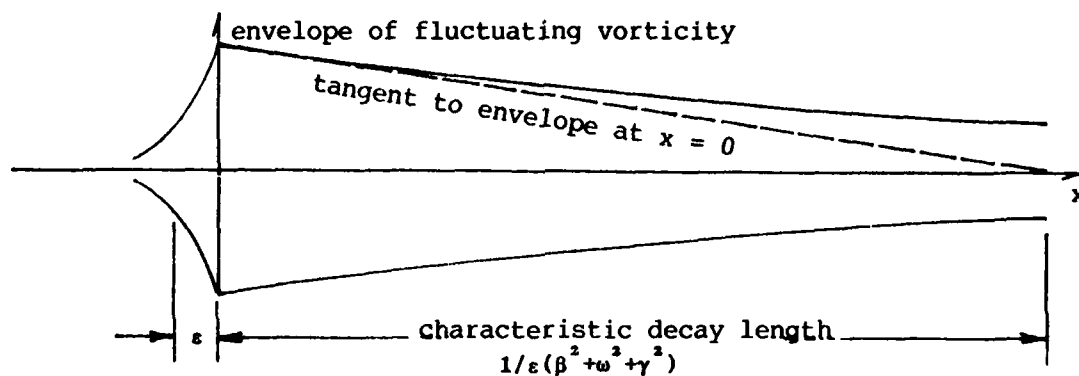 envelope of fluctuating vorticity
tangent to envelope at x = 0
x
ε
characteristic decay length
1/ε(β²+ω²+γ²)